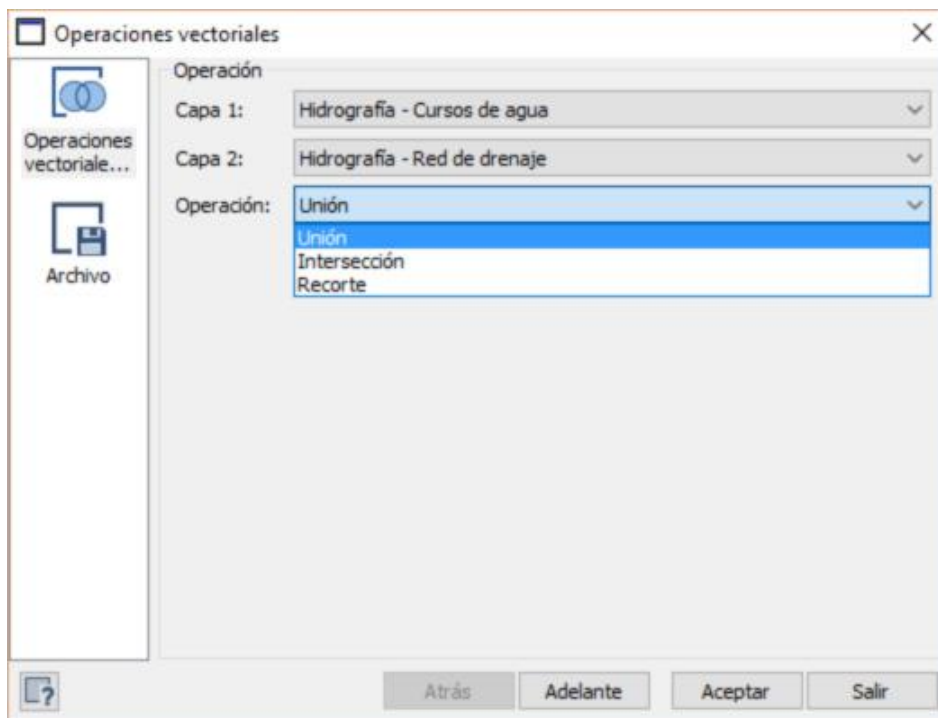 Operaciones vectoriales
Operaciones
vectoriale...
Archivo
Operación
Capa 1: Hidrografía - Cursos de agua
Capa 2: Hidrografía - Red de drenaje
Operación: Unión
Unión
Intersección
Recorte
?
Atrás Adelante Aceptar Salir